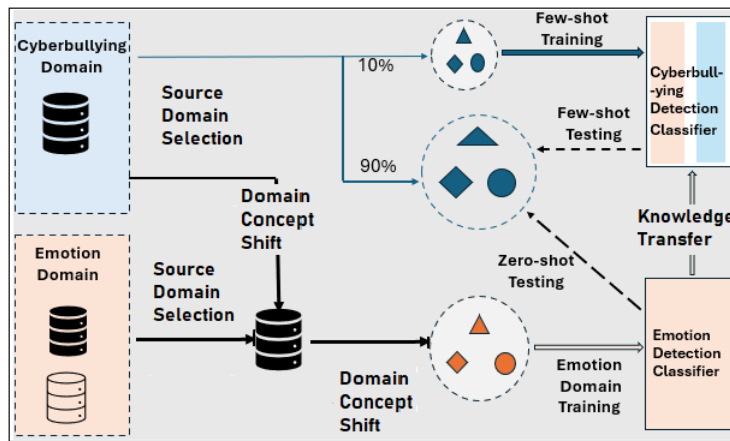 Cyberbullying
Domain
Source
Domain
Selection
10%
90%
Few-shot
Training
Cyberbull-
-ying
Detection
Classifier
Few-shot
Testing
Domain
Concept
Shift
Knowledge
Transfer
Emotion
Domain
Source
Domain
Selection
Zero-shot
Testing
Domain
Concept
Shift
Emotion
Domain
Training
Emotion
Detection
Classifier